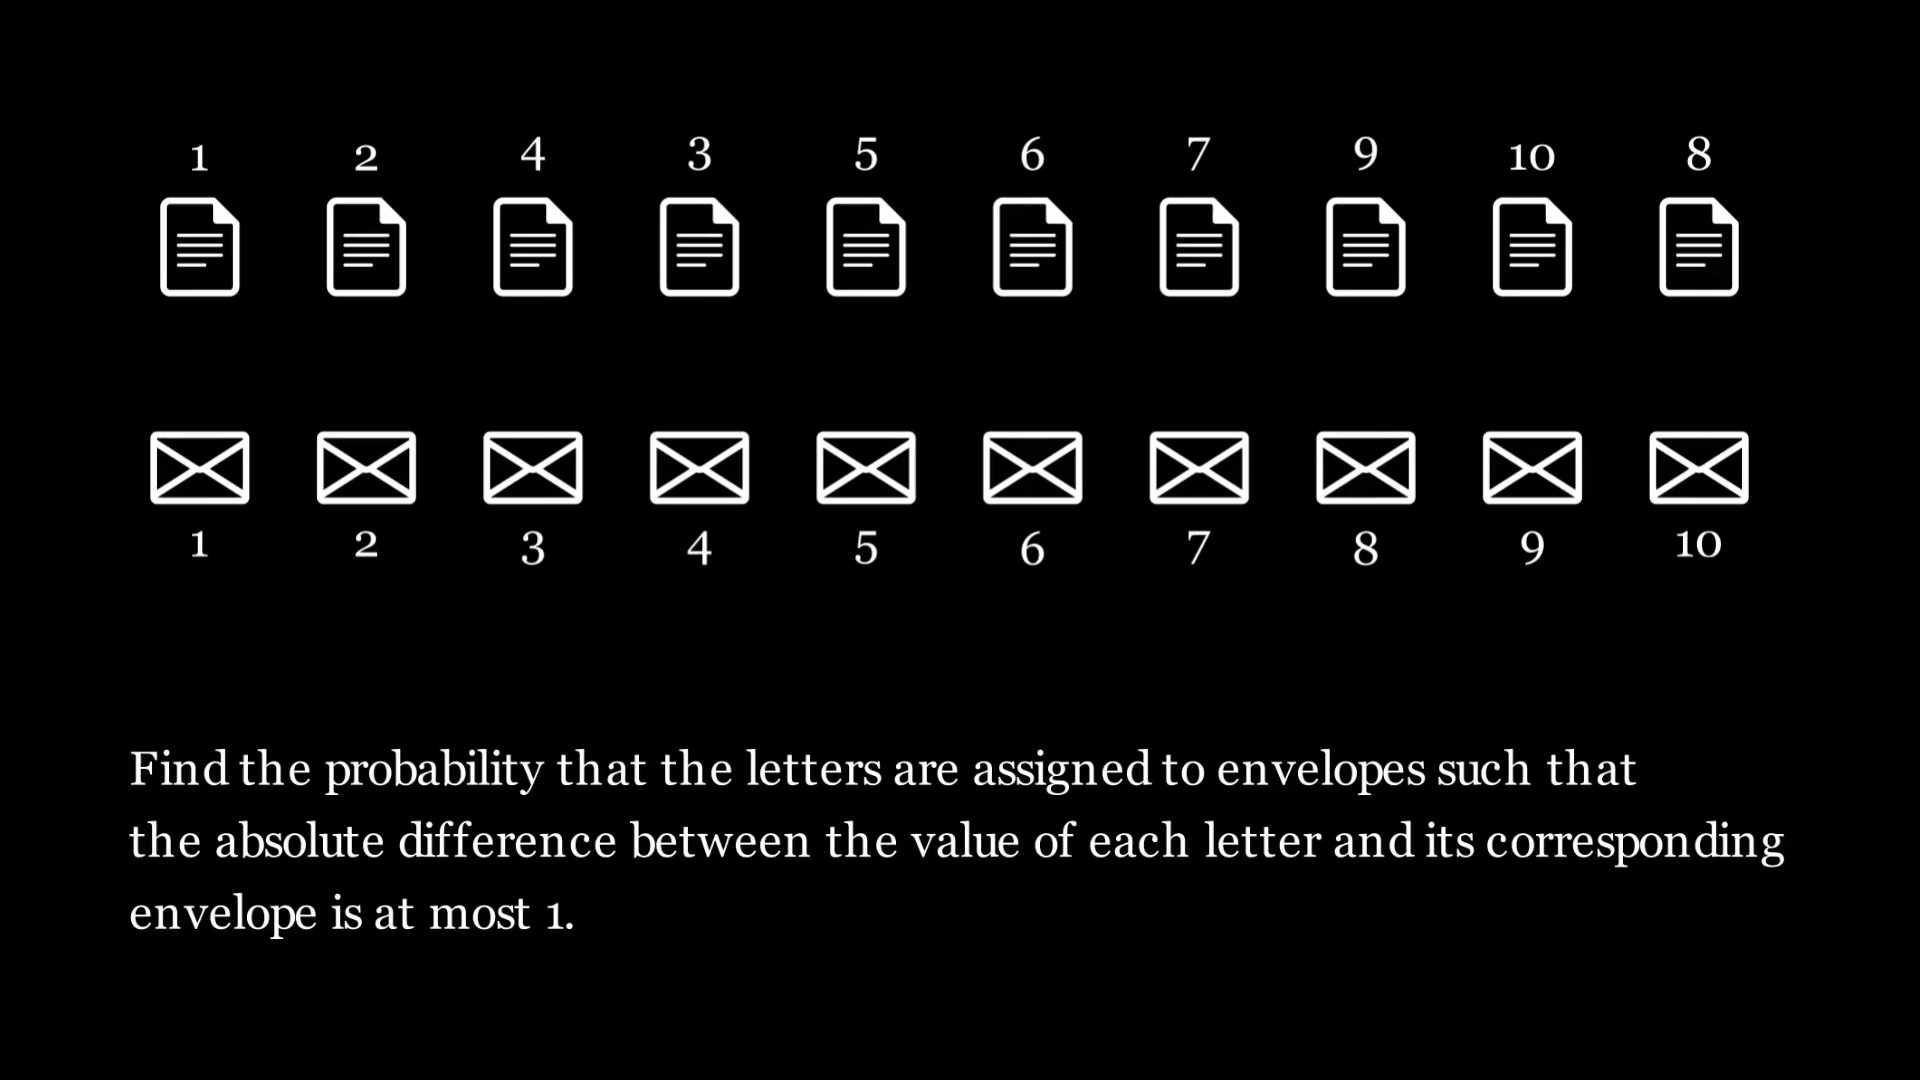 1 2 4 3 5 6 7 9 10 8
1 2 3 4 5 6 7 8 9 10
Find the probability that the letters are assigned to envelopes such that
the absolute difference between the value of each letter and its corresponding
envelope is at most 1.